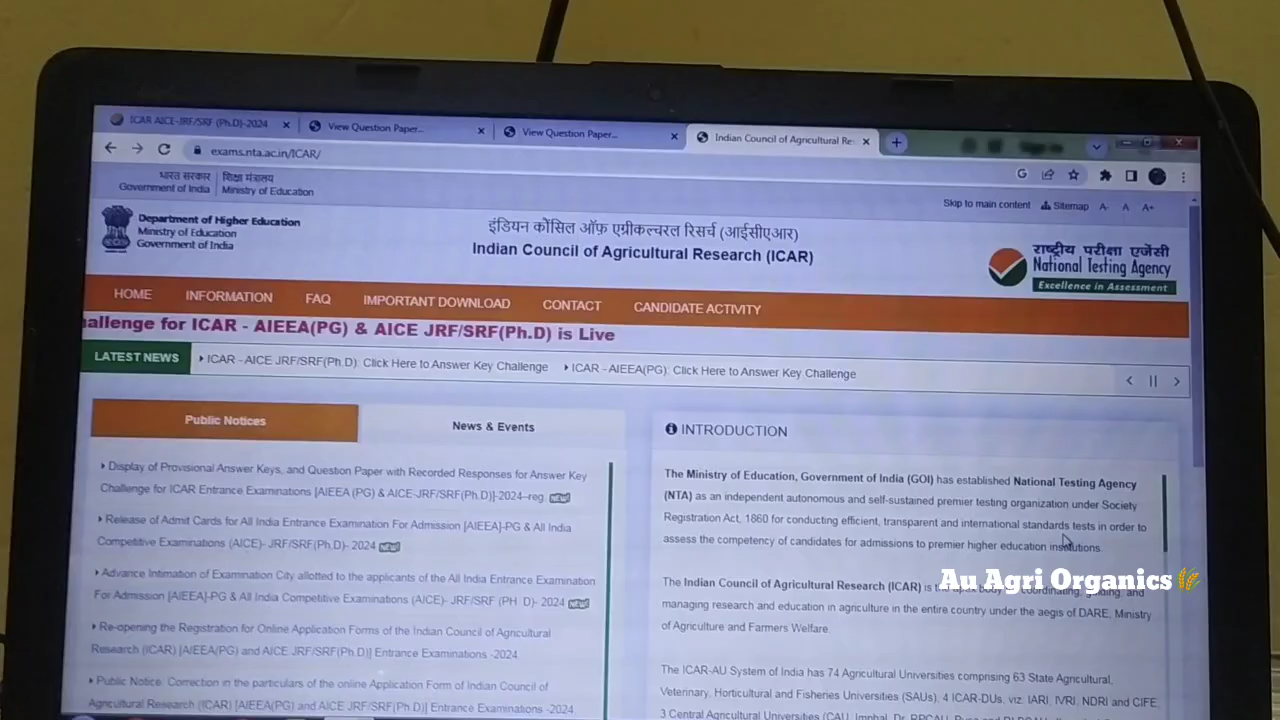 ICAR AICE-JRF/SRF (Ph.D)-2024
View Question Paper...
View Question Paper...
Indian Council of Agricultural Re
exams.nta.ac.in/ICAR/
भारत सरकार
Government of India
शिक्षा मंत्रालय
Ministry of Education
Skip to main content
Sitemap
A-
A
A+
Department of Higher Education
Ministry of Education
Government of India
इंडियन कौंसिल ऑफ़ एग्रीकल्चरल रिसर्च (आईसीएआर)
Indian Council of Agricultural Research (ICAR)
राष्ट्रीय परीक्षा एजेंसी
National Testing Agency
Excellence in Assessment
HOME
INFORMATION
FAQ
IMPORTANT DOWNLOAD
CONTACT
CANDIDATE ACTIVITY
allenge for ICAR - AIEEA(PG) & AICE JRF/SRF(Ph.D) is Live
LATEST NEWS
ICAR - AICE JRF/SRF(Ph.D): Click Here to Answer Key Challenge
ICAR - AIEEA(PG): Click Here to Answer Key Challenge
Public Notices
News & Events
Display of Provisional Answer Keys, and Question Paper with Recorded Responses for Answer Key
Challenge for ICAR Entrance Examinations [AIEEA (PG) & AICE-JRF/SRF(Ph.D)]-2024–reg. NEW
Release of Admit Cards for All India Entrance Examination For Admission [AIEEA]-PG & All India
Competitive Examinations (AICE)- JRF/SRF(Ph.D)- 2024 NEW
Advance Intimation of Examination City allotted to the applicants of the All India Entrance Examination
For Admission [AIEEA]-PG & All India Competitive Examinations (AICE)- JRF/SRF (PH D)- 2024 NEW
Re-opening the Registration for Online Application Forms of the Indian Council of Agricultural
Research (ICAR) [AIEEA(PG) and AICE JRF/SRF(Ph.D)] Entrance Examinations -2024
Public Notice: Correction in the particulars of the online Application Form of Indian Council of
Agricultural Research (ICAR) [AIEEA(PG) and AICE JRF/SRF(Ph.D)] Entrance Examinations -2024
INTRODUCTION
The Ministry of Education, Government of India (GOI) has established National Testing Agency
(NTA) as an independent autonomous and self-sustained premier testing organization under Society
Registration Act, 1860 for conducting efficient, transparent and international standards tests in order to
assess the competency of candidates for admissions to premier higher education institutions.
The Indian Council of Agricultural Research (ICAR) is coordinating, guiding, and
managing research and education in agriculture in the entire country under the aegis of DARE, Ministry
of Agriculture and Farmers Welfare.
The ICAR-AU System of India has 74 Agricultural Universities comprising 63 State Agricultural,
Veterinary, Horticultural and Fisheries Universities (SAUs), 4 ICAR-DUs, viz. IARI, IVRI, NDRI and CIFE,
3 Central Agricultural Universities (CAU, Imphal, Dr.
Au Agri Organics